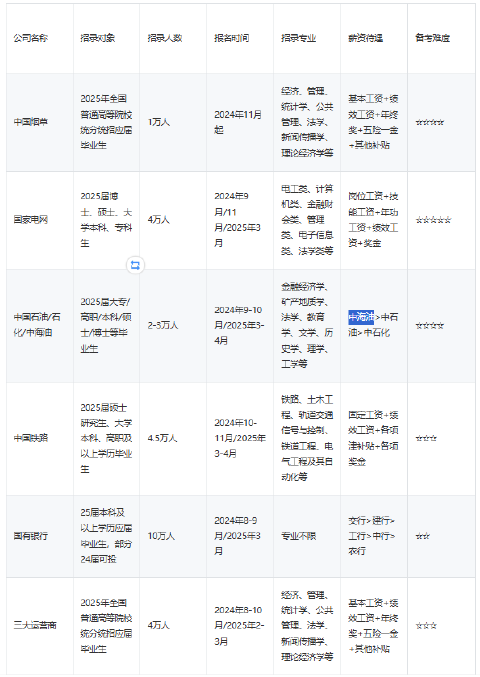 公司名称
招录对象
招录人数
报名时间
招录专业
薪资待遇
备考难度
中国烟草
2025年全国
普通高等院校
统分统招应届
毕业生
1万人
2024年11月
起
经济、管理、
统计学、公共
管理、法学、
新闻传播学、
理论经济学等
基本工资+绩
效工资+年终
奖+五险一金
+其他补贴
☆☆☆☆
国家电网
2025届博
士、硕士、大
学本科、专科
生
4万人
2024年9
月/11
月/2025年3
月
电工类、计算
机类、金融财
会类、管理
类、电子信息
类、法学类等
岗位工资+技
能工资+年功
工资+绩效工
资+奖金
☆☆☆☆☆
中国石油/石
化/中海油
2025届大专/
高职/本科/硕
士/博士等毕
业生
2-3万人
2024年9-10
月/2025年3-
4月
金融经济学、
矿产地质学、
法学、教育
学、文学、历
史学、理学、
工学等
中海油>中石
油>中石化
☆☆☆☆
中国铁路
2025届硕士
研究生、大学
本科、高职及
以上学历毕业
生
4.5万人
2024年10-
11月/2025年
3-4月
铁路、土木工
程、轨道交通
信号与控制、
铁道工程、电
气工程及其自
动化等
固定工资+绩
效工资+各项
津补贴+各项
奖金
☆☆☆
国有银行
25届本科及
以上学历应届
毕业生，部分
24届可投
10万人
2024年8-9
月/2025年3
月
专业不限
交行>建行>
工行>中行>
农行
☆☆
三大运营商
2025年全国
普通高等院校
统分统招应届
毕业生
4万人
2024年8-10
月/2025年2-
3月
经济、管理、
统计学、公共
管理、法学、
新闻传播学、
理论经济学等
基本工资+绩
效工资+年终
奖+五险一金
+其他补贴
☆☆☆